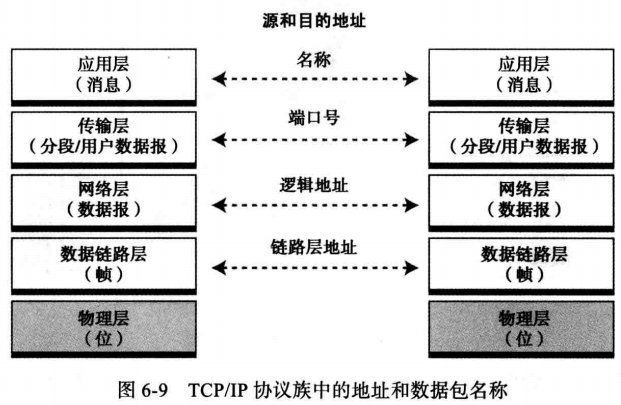 源和目的地址
应用层
（消息）
名称
应用层
（消息）
传输层
（分段/用户数据报）
端口号
传输层
（分段/用户数据报）
网络层
（数据报）
逻辑地址
网络层
（数据报）
数据链路层
（帧）
链路层地址
数据链路层
（帧）
物理层
（位）
物理层
（位）
图 6-9 TCP/IP 协议族中的地址和数据包名称